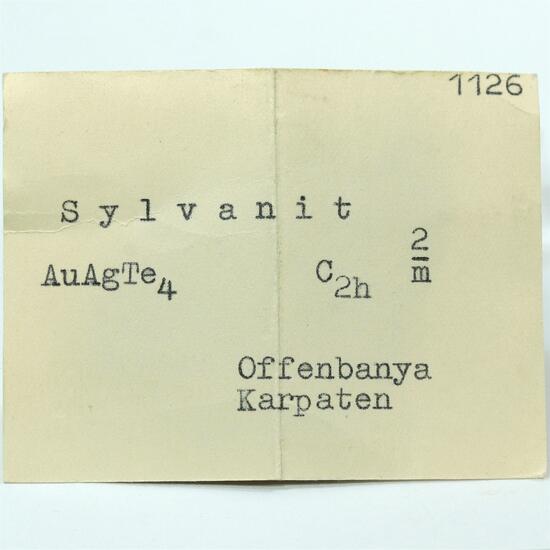 1126
Sylvanit
AuAgTe4 C2h 2/m
Offenbanya
Karpaten